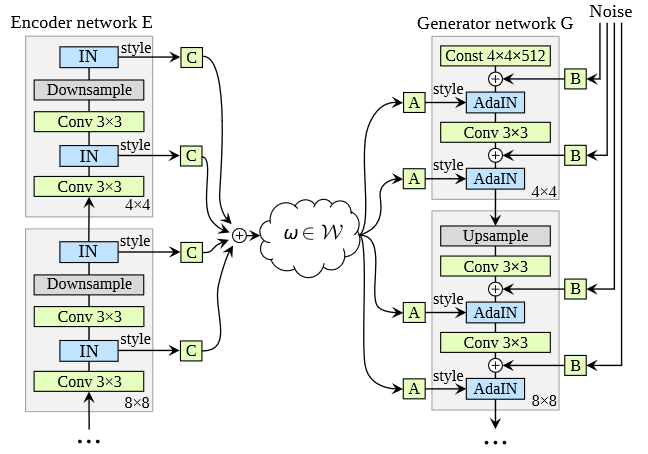 Encoder network E
IN
style
C
Downsample
Conv 3×3
IN
style
C
Conv 3×3
4×4
IN
style
C
Downsample
Conv 3×3
IN
style
C
Conv 3×3
8×8
...
+
ω ∈ 𝒲
Noise
Generator network G
Const 4×4×512
+
B
style
A
AdaIN
Conv 3×3
+
B
style
A
AdaIN
4×4
Upsample
Conv 3×3
+
B
style
A
AdaIN
Conv 3×3
+
B
style
A
AdaIN
8×8
...